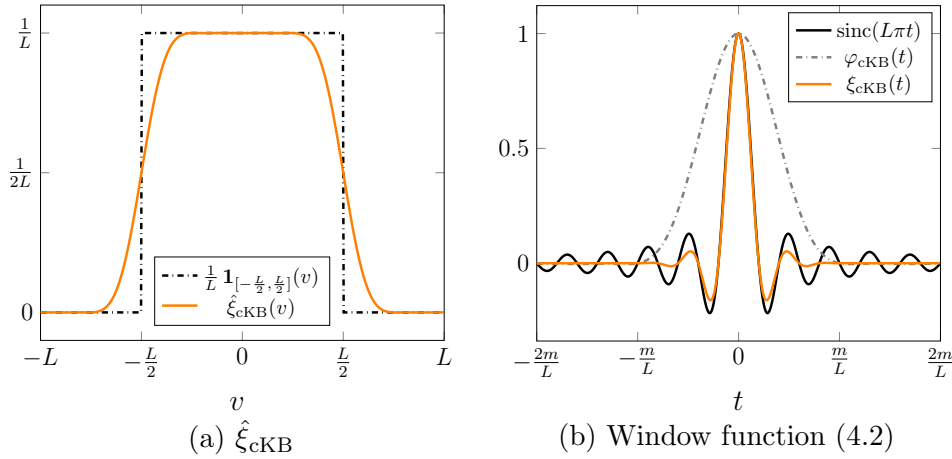 1/L
1/2L
0
1/L 1_{[-L/2, L/2]}(v)
ξ̂_cKB(v)
−L
−L/2
0
L/2
L
v
(a) ξ̂_cKB
1
0.5
0
sinc(Lπt)
φ_cKB(t)
ξ_cKB(t)
−2m/L
−m/L
0
m/L
2m/L
t
(b) Window function (4.2)